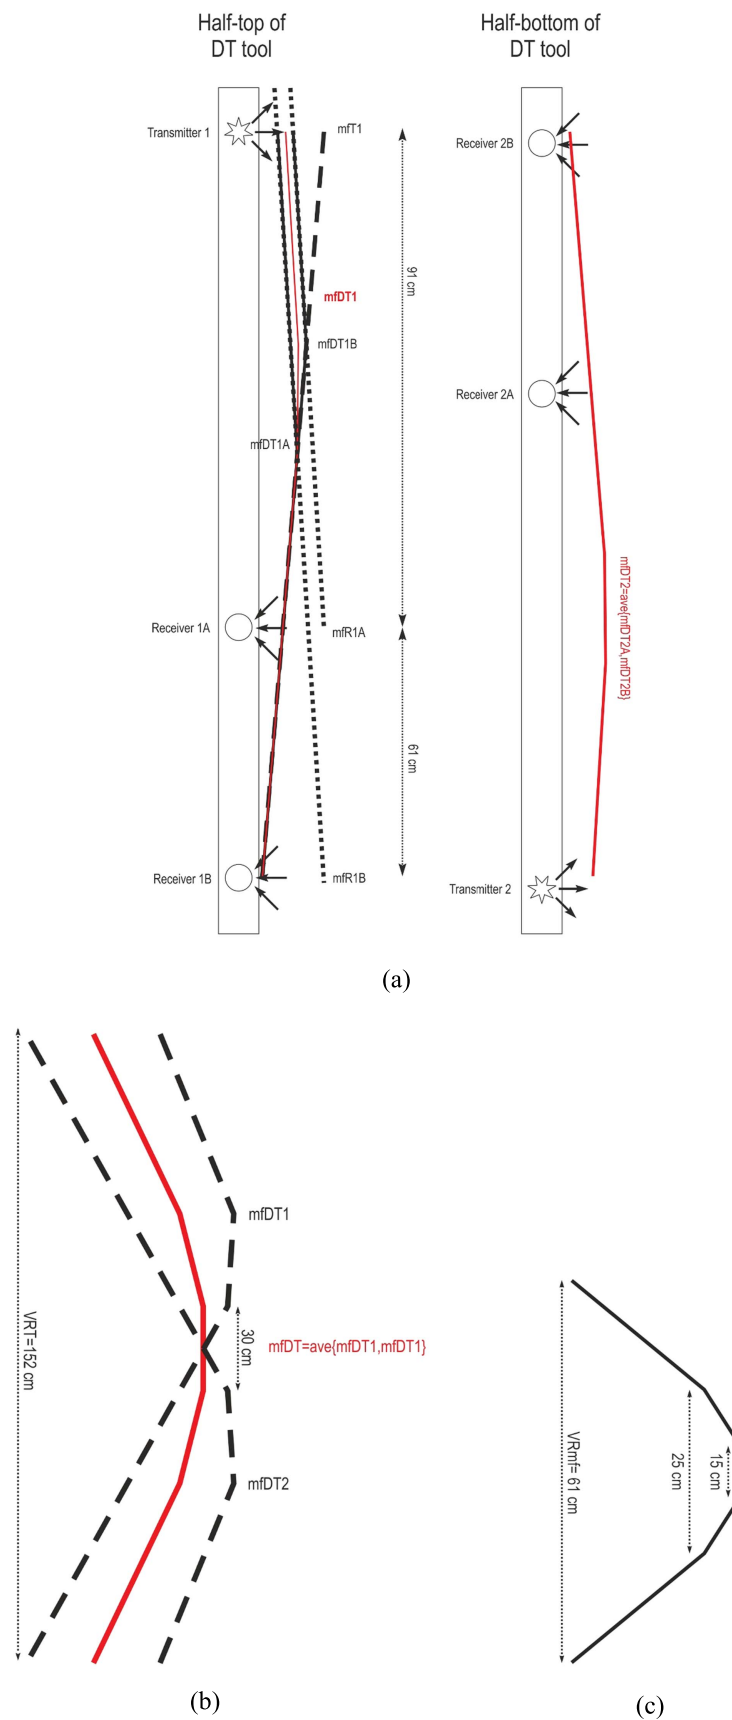 Half-top of
DT tool
Half-bottom of
DT tool
Transmitter 1
mfT1
Receiver 2B
91 cm
mfDT1
mfDT1B
Receiver 2A
mfDT1A
mfDT2=ave{mfDT2A,mfDT2B}
Receiver 1A
mfR1A
61 cm
Receiver 1B
mfR1B
Transmitter 2
(a)
mfDT1
VRT=152 cm
30 cm
mfDT=ave{mfDT1,mfDT1}
mfDT2
VRmf= 61 cm
25 cm
15 cm
(b)
(c)